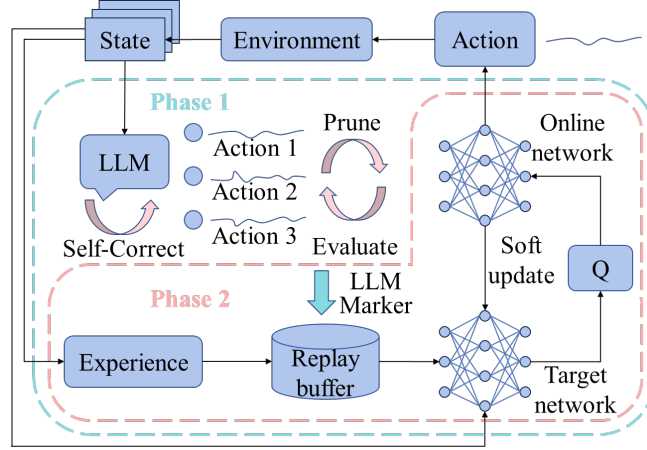 State
Environment
Action
Phase 1
LLM
Self-Correct
Action 1
Action 2
Action 3
Prune
Evaluate
Online
network
Soft
update
Q
Phase 2
LLM
Marker
Experience
Replay
buffer
Target
network